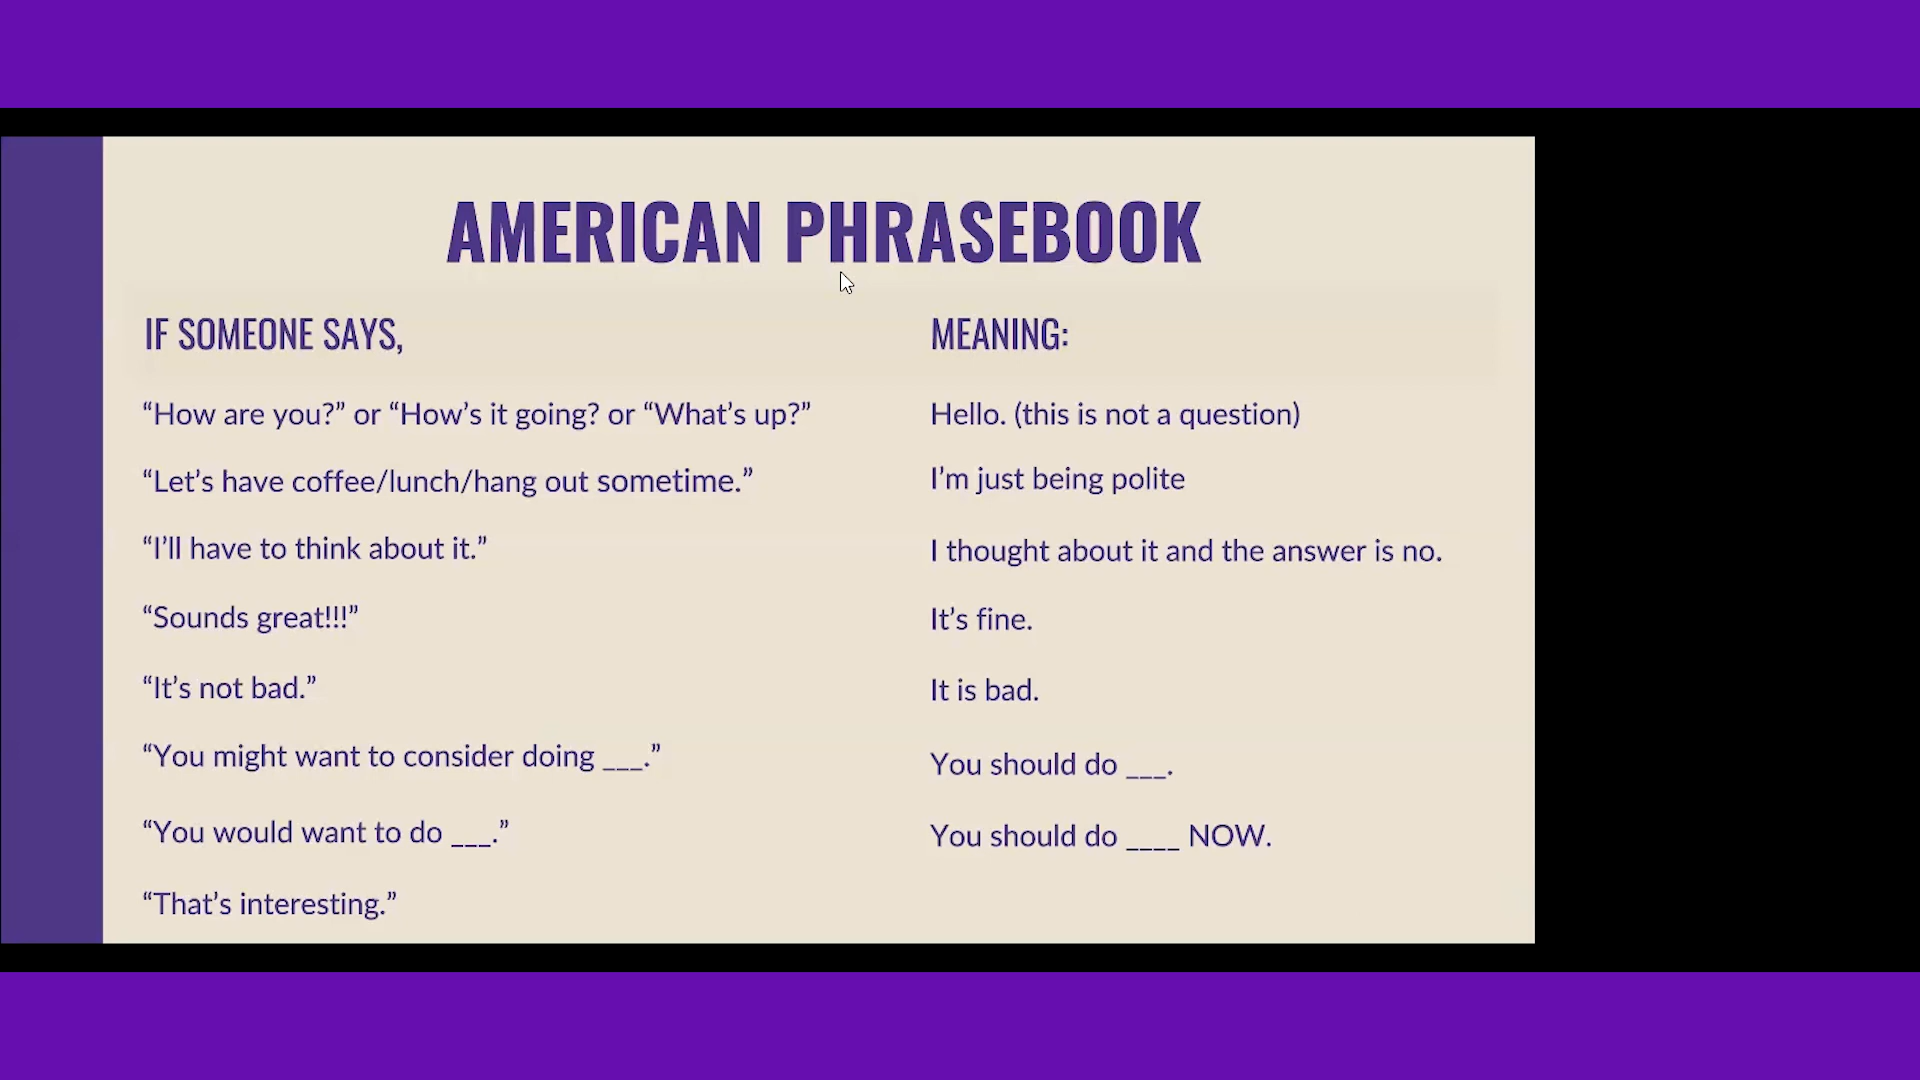 AMERICAN PHRASEBOOK
IF SOMEONE SAYS,
MEANING:
“How are you?” or “How’s it going? or “What’s up?”
Hello. (this is not a question)
“Let’s have coffee/lunch/hang out sometime.”
I’m just being polite
“I’ll have to think about it.”
I thought about it and the answer is no.
“Sounds great!!!”
It’s fine.
“It’s not bad.”
It is bad.
“You might want to consider doing ___.”
You should do ___.
“You would want to do ___.”
You should do ____ NOW.
“That’s interesting.”